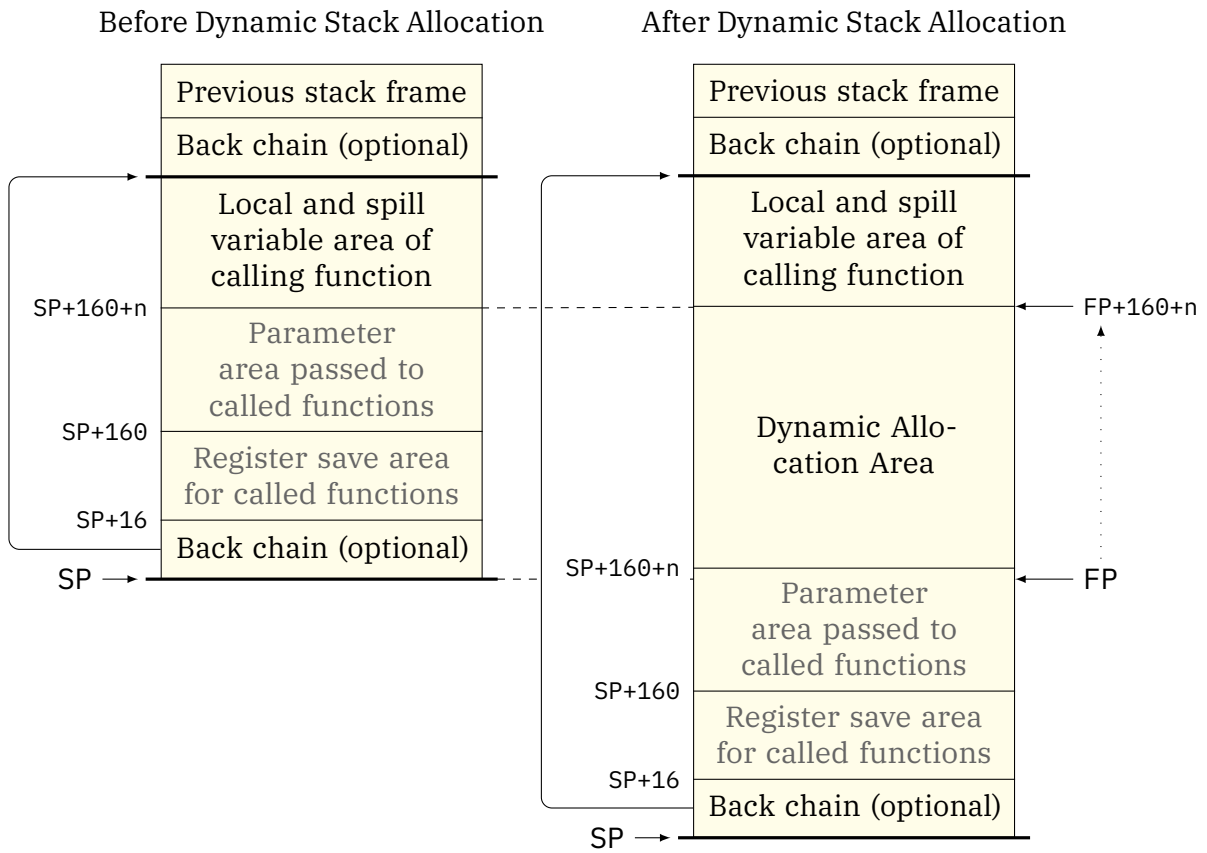 Before Dynamic Stack Allocation
Previous stack frame
Back chain (optional)
Local and spill
variable area of
calling function
SP+160+n
Parameter
area passed to
called functions
SP+160
Register save area
for called functions
SP+16
Back chain (optional)
SP
After Dynamic Stack Allocation
Previous stack frame
Back chain (optional)
Local and spill
variable area of
calling function
FP+160+n
Dynamic Allo-
cation Area
SP+160+n
FP
Parameter
area passed to
called functions
SP+160
Register save area
for called functions
SP+16
Back chain (optional)
SP